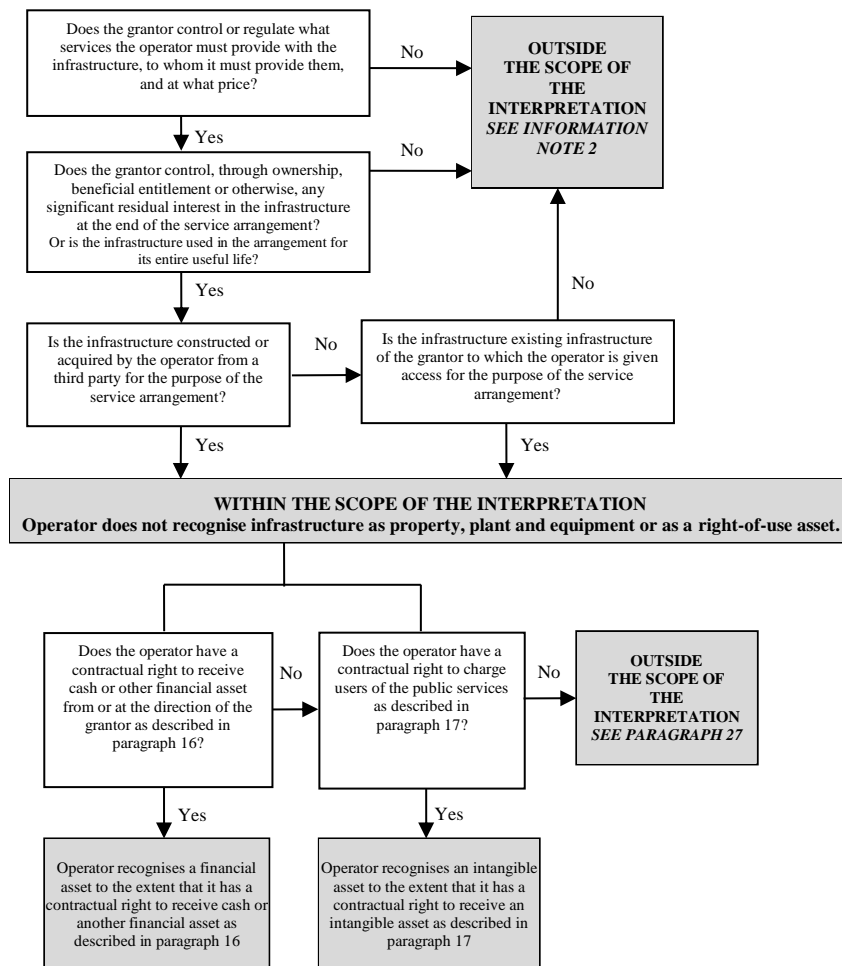 Does the grantor control or regulate what
services the operator must provide with the
infrastructure, to whom it must provide them,
and at what price?
No
OUTSIDE
THE SCOPE OF
THE
INTERPRETATION
SEE INFORMATION
NOTE 2
Yes
Does the grantor control, through ownership,
beneficial entitlement or otherwise, any
significant residual interest in the infrastructure
at the end of the service arrangement?
Or is the infrastructure used in the arrangement for
its entire useful life?
No
Yes
No
Is the infrastructure constructed or
acquired by the operator from a
third party for the purpose of the
service arrangement?
No
Is the infrastructure existing infrastructure
of the grantor to which the operator is given
access for the purpose of the service
arrangement?
Yes
Yes
WITHIN THE SCOPE OF THE INTERPRETATION
Operator does not recognise infrastructure as property, plant and equipment or as a right-of-use asset.
Does the operator have a
contractual right to receive
cash or other financial asset
from or at the direction of the
grantor as described in
paragraph 16?
No
Does the operator have a
contractual right to charge
users of the public services
as described in
paragraph 17?
No
OUTSIDE
THE SCOPE OF
THE
INTERPRETATION
SEE PARAGRAPH 27
Yes
Yes
Operator recognises a financial
asset to the extent that it has a
contractual right to receive cash or
another financial asset as
described in paragraph 16
Operator recognises an intangible
asset to the extent that it has a
contractual right to receive an
intangible asset as described in
paragraph 17